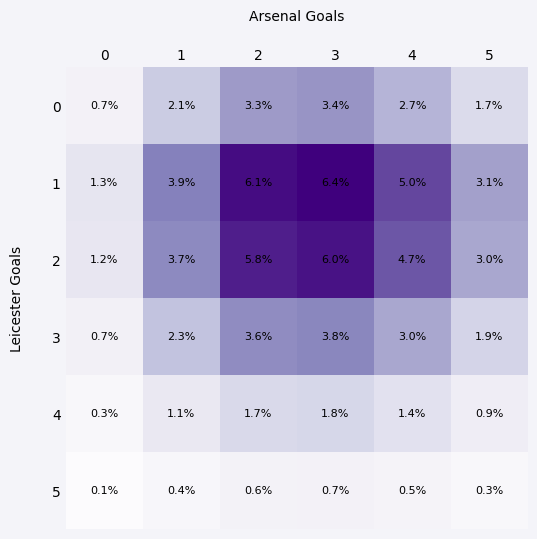 Arsenal Goals
0 1 2 3 4 5
0 0.7% 2.1% 3.3% 3.4% 2.7% 1.7%
1 1.3% 3.9% 6.1% 6.4% 5.0% 3.1%
Leicester Goals
2 1.2% 3.7% 5.8% 6.0% 4.7% 3.0%
3 0.7% 2.3% 3.6% 3.8% 3.0% 1.9%
4 0.3% 1.1% 1.7% 1.8% 1.4% 0.9%
5 0.1% 0.4% 0.6% 0.7% 0.5% 0.3%